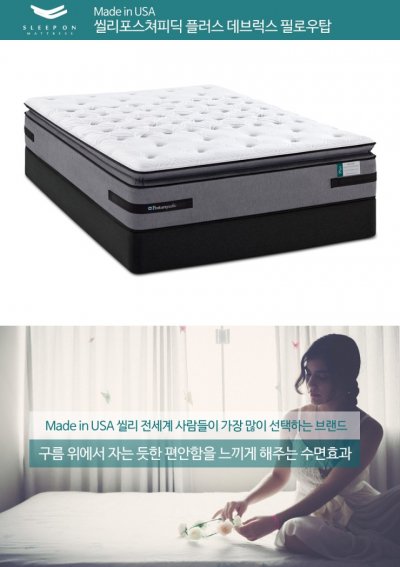 SLEEPON
MATTRESS
Made in USA
씰리포스쳐피딕 플러스 데브럭스 필로우탑
Posturepedic
Made in USA 씰리 전세계 사람들이 가장 많이 선택하는 브랜드
구름 위에서 자는 듯한 편안함을 느끼게 해주는 수면효과